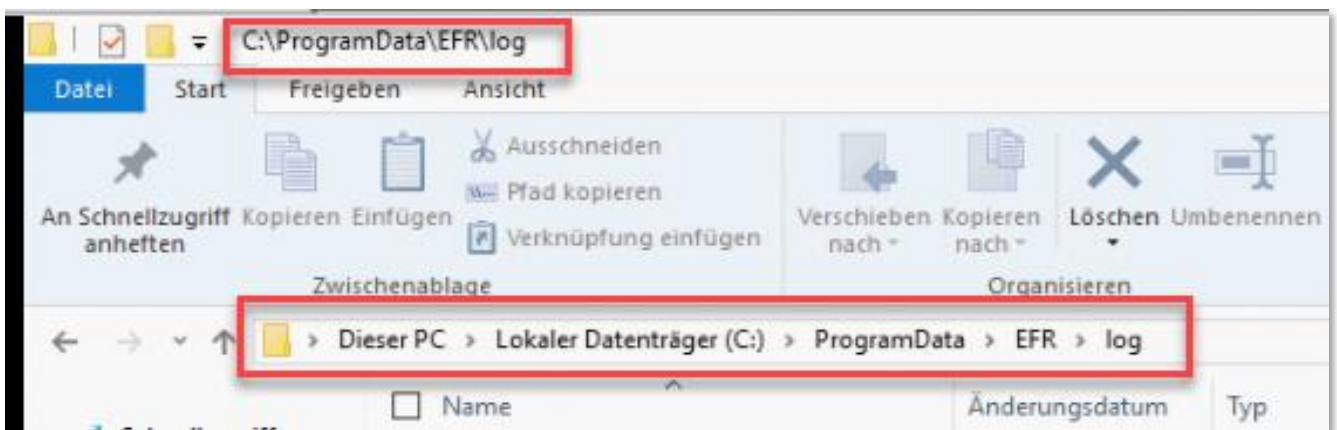 C:\ProgramData\EFR\log
Datei Start Freigeben Ansicht
An Schnellzugriff anheften
Kopieren
Einfügen
Ausschneiden
Pfad kopieren
Verknüpfung einfügen
Verschieben nach
Kopieren nach
Löschen
Umbenennen
Zwischenablage
Organisieren
Dieser PC > Lokaler Datenträger (C:) > ProgramData > EFR > log
Name Änderungsdatum Typ